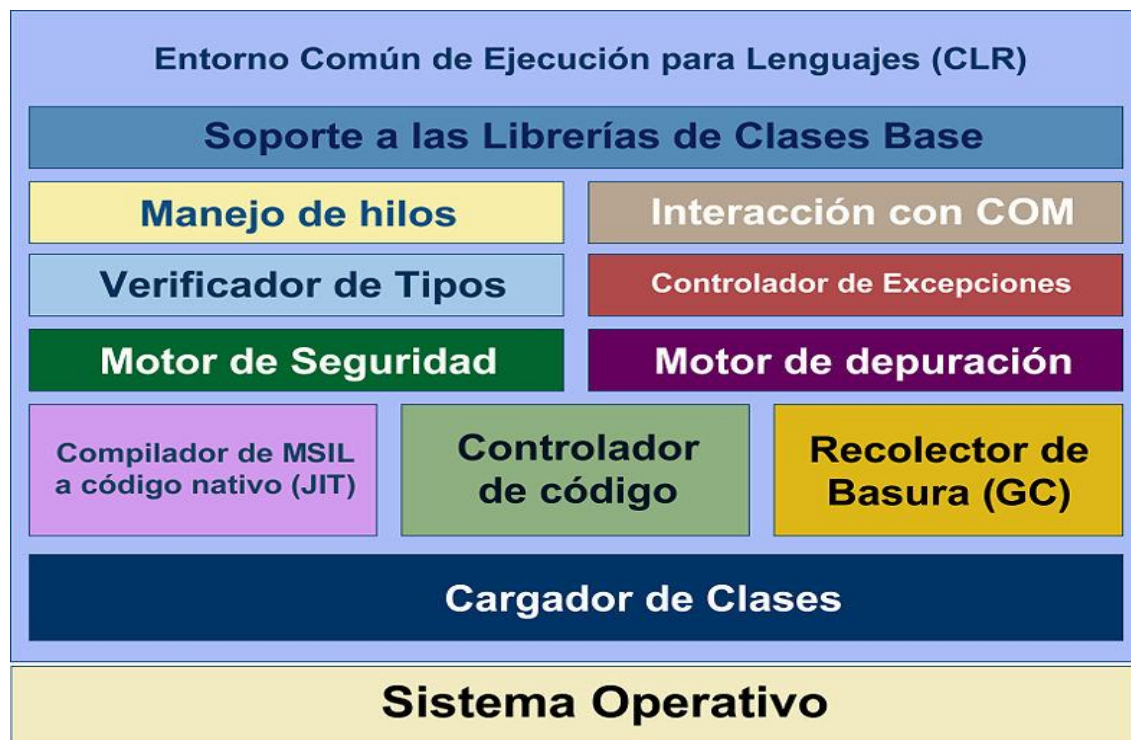 Entorno Común de Ejecución para Lenguajes (CLR)
Soporte a las Librerías de Clases Base
Manejo de hilos
Interacción con COM
Verificador de Tipos
Controlador de Excepciones
Motor de Seguridad
Motor de depuración
Compilador de MSIL
a código nativo (JIT)
Controlador
de código
Recolector de
Basura (GC)
Cargador de Clases
Sistema Operativo